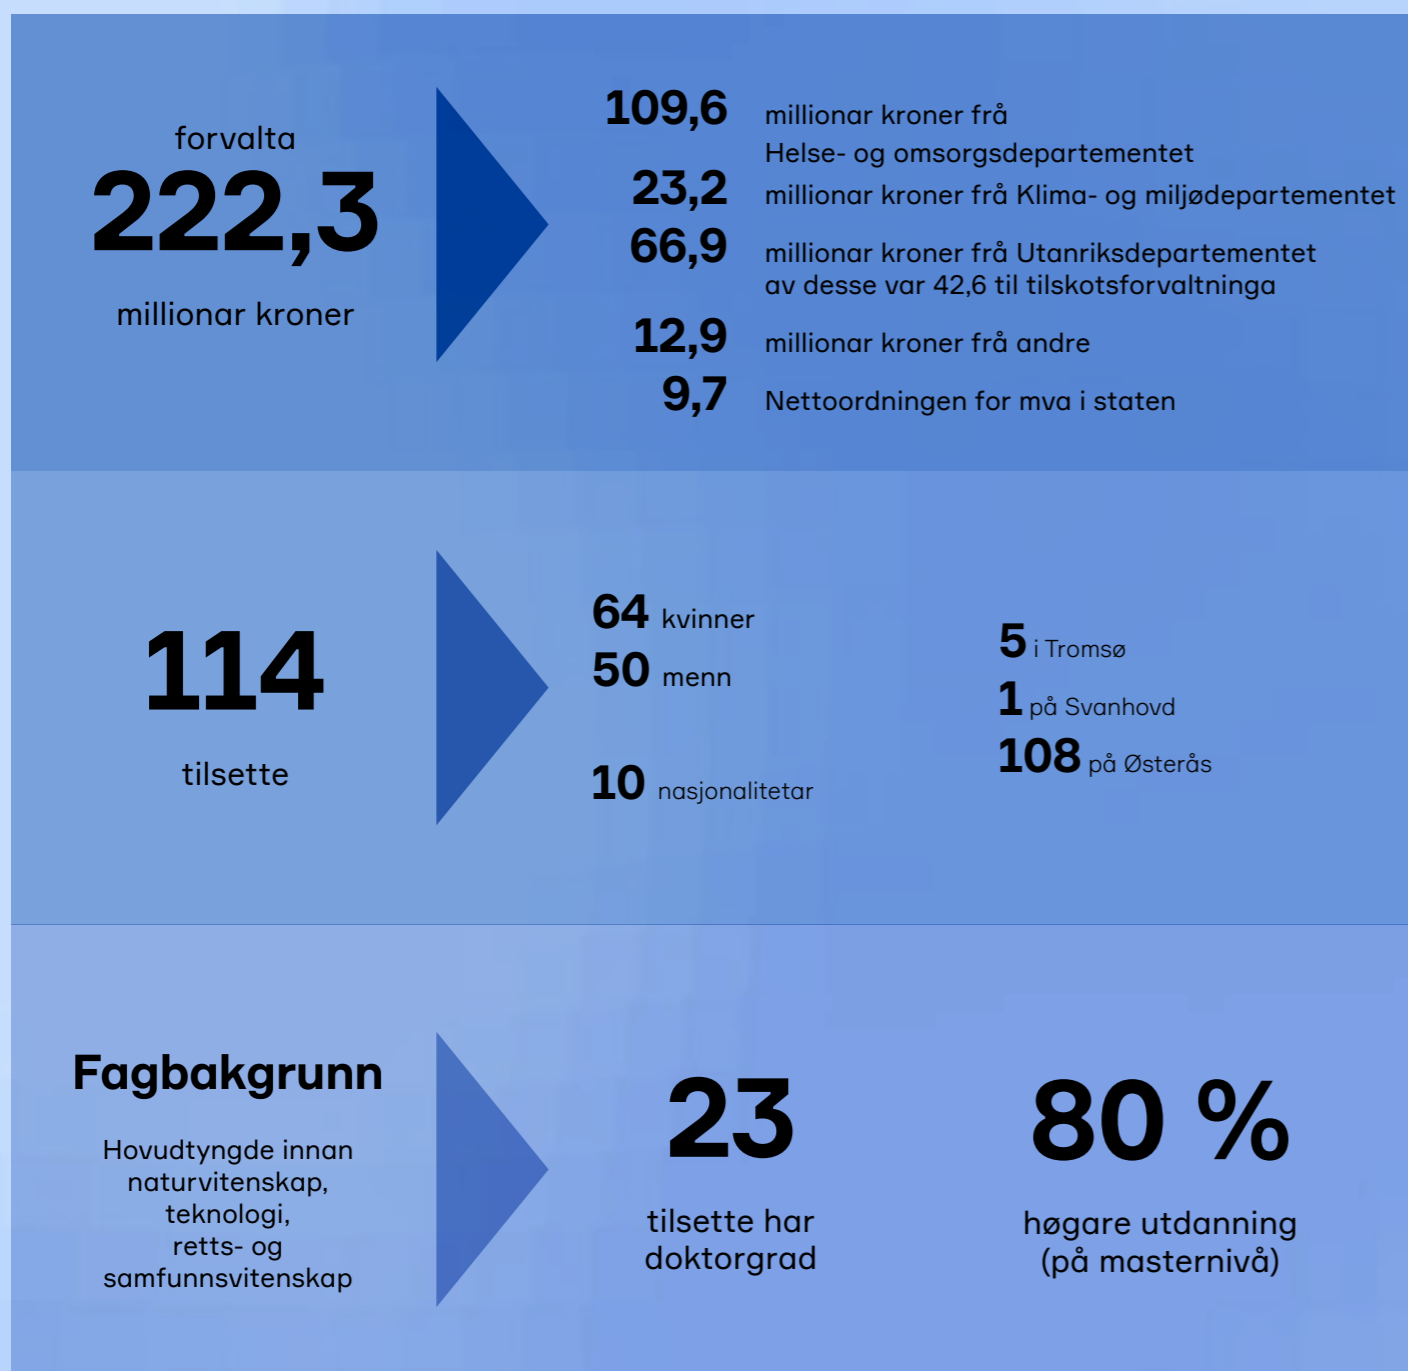 forvalta
222,3
millionar kroner
109,6 millionar kroner frå
Helse- og omsorgsdepartementet
23,2 millionar kroner frå Klima- og miljødepartementet
66,9 millionar kroner frå Utanriksdepartementet
av desse var 42,6 til tilskotsforvaltninga
12,9 millionar kroner frå andre
9,7 Nettoordningen for mva i staten
114
tilsette
64 kvinner
50 menn
10 nasjonalitetar
5 i Tromsø
1 på Svanhovd
108 på Østerås
Fagbakgrunn
Hovudtyngde innan
naturvitenskap,
teknologi,
retts- og
samfunnsvitenskap
23
tilsette har
doktorgrad
80 %
høgare utdanning
(på masternivå)